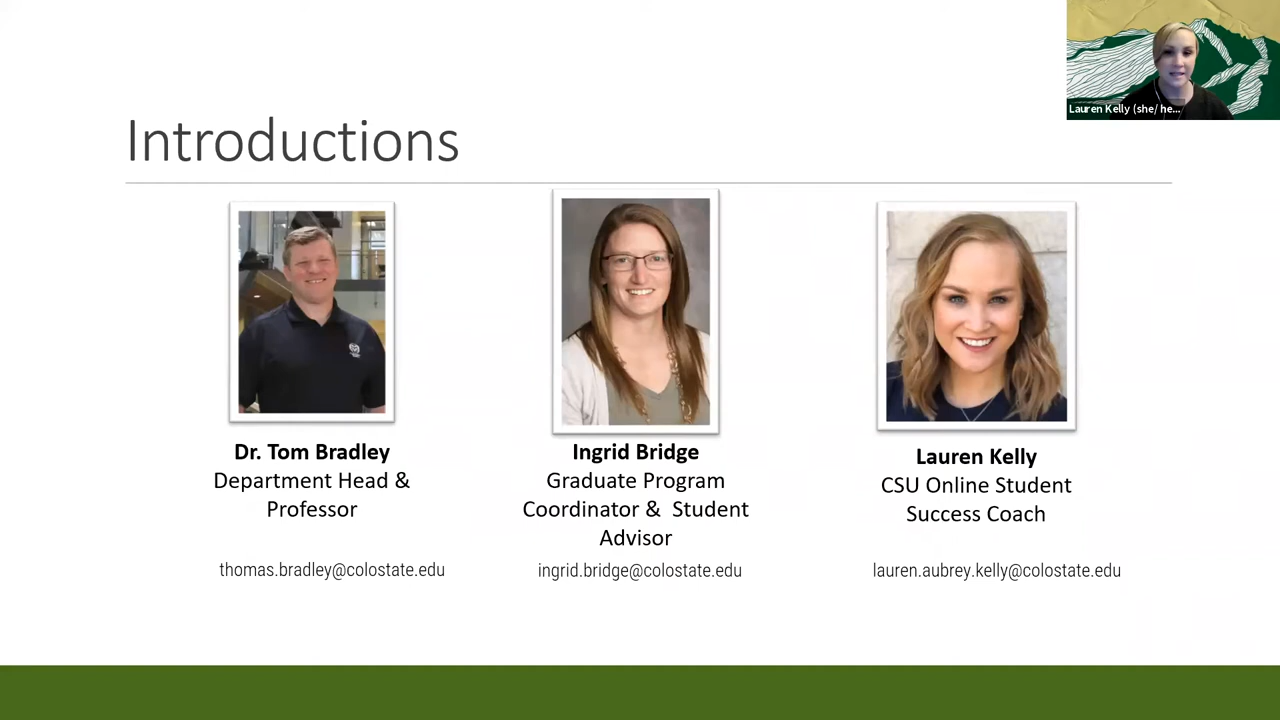 Lauren Kelly (she/ he...
Introductions
Dr. Tom Bradley
Department Head &
Professor
thomas.bradley@colostate.edu
Ingrid Bridge
Graduate Program
Coordinator & Student
Advisor
ingrid.bridge@colostate.edu
Lauren Kelly
CSU Online Student
Success Coach
lauren.aubrey.kelly@colostate.edu